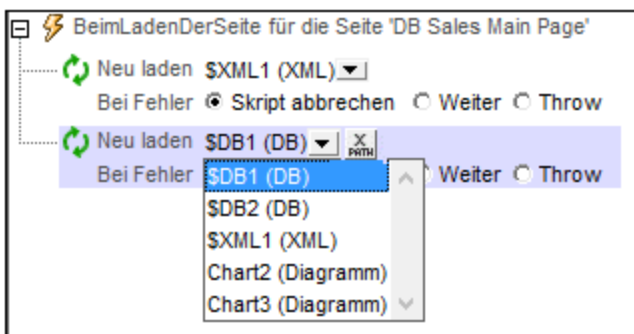 BeimLadenDerSeite für die Seite 'DB Sales Main Page'
Neu laden $XML1 (XML)
Bei Fehler Skript abbrechen Weiter Throw
Neu laden $DB1 (DB) X PATH
Bei Fehler Weiter Throw
$DB1 (DB)
$DB2 (DB)
$XML1 (XML)
Chart2 (Diagramm)
Chart3 (Diagramm)